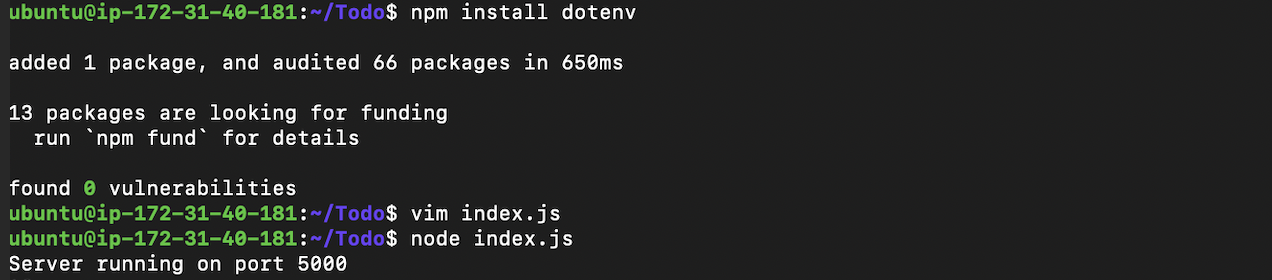 ubuntu@ip-172-31-40-181:~/Todo$ npm install dotenv
added 1 package, and audited 66 packages in 650ms
13 packages are looking for funding
run `npm fund` for details
found 0 vulnerabilities
ubuntu@ip-172-31-40-181:~/Todo$ vim index.js
ubuntu@ip-172-31-40-181:~/Todo$ node index.js
Server running on port 5000